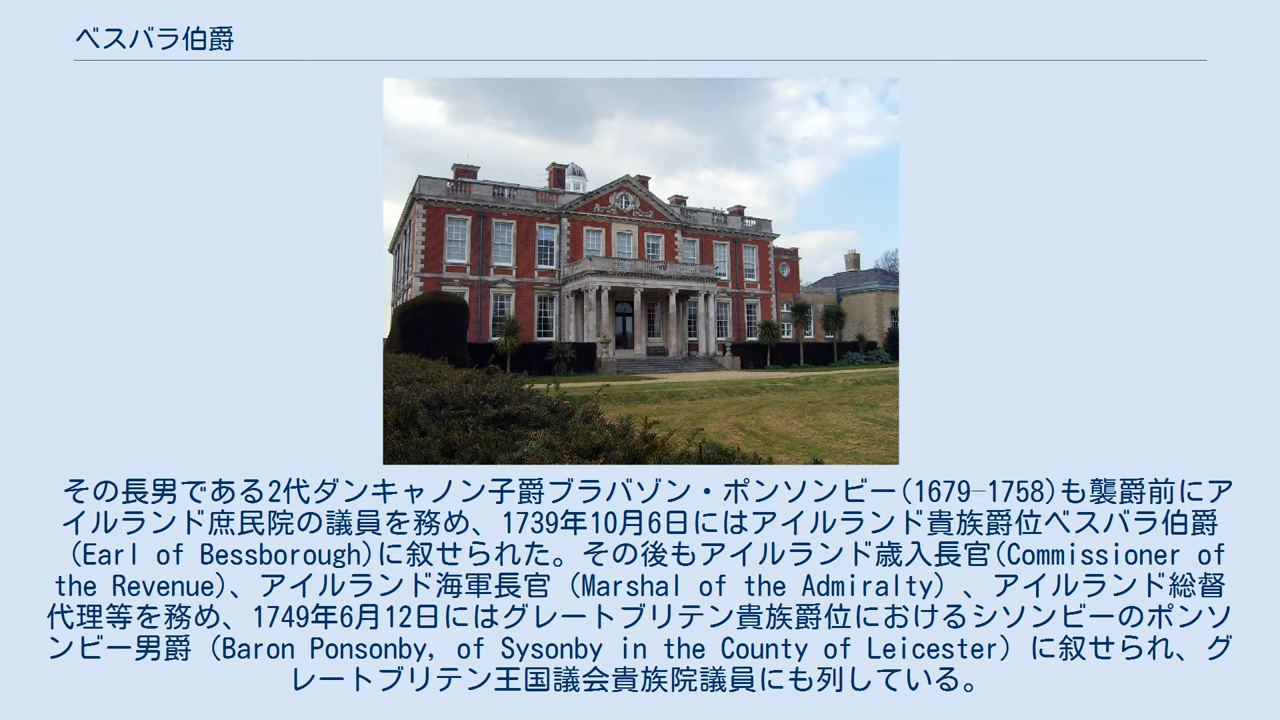 ベスバラ伯爵
その長男である2代ダンキャノン子爵ブラバゾン・ポンソンビー(1679–1758)も襲爵前にア
イルランド庶民院の議員を務め、1739年10月6日にはアイルランド貴族爵位ベスバラ伯爵
(Earl of Bessborough)に叙せられた。その後もアイルランド歳入長官(Commissioner of
the Revenue)、アイルランド海軍長官（Marshal of the Admiralty）、アイルランド総督
代理等を務め、1749年6月12日にはグレートブリテン貴族爵位におけるシソンビーのポンソ
ンビー男爵（Baron Ponsonby, of Sysonby in the County of Leicester）に叙せられ、グ
レートブリテン王国議会貴族院議員にも列している。